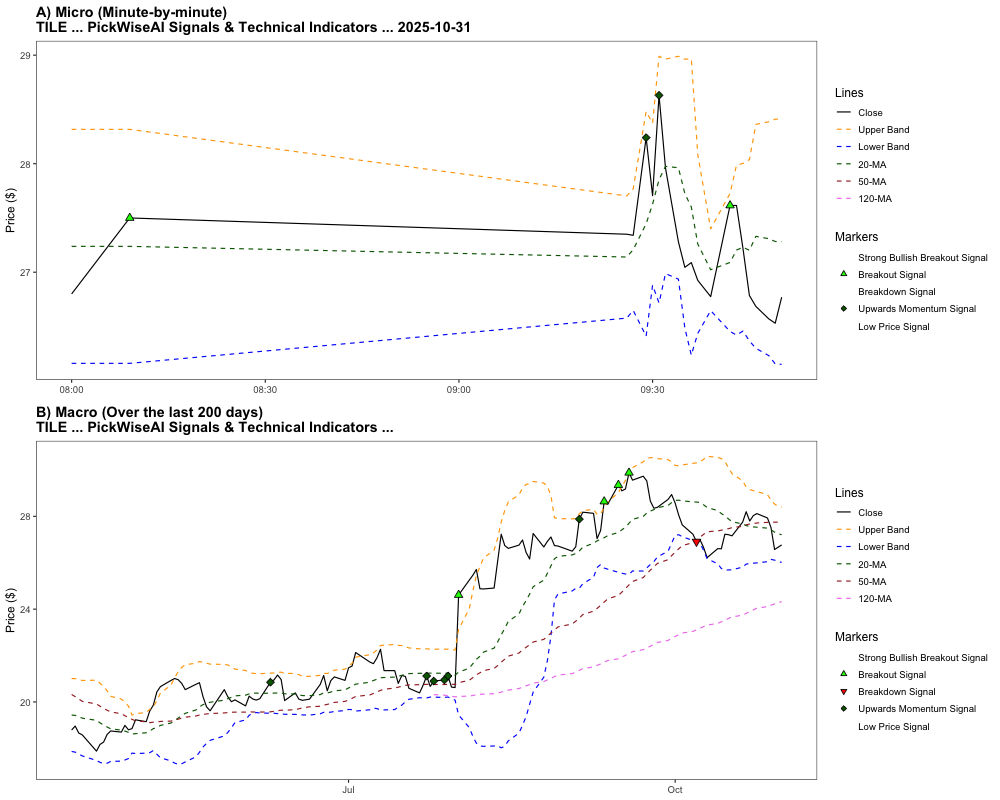 A) Micro (Minute-by-minute)
TILE ... PickWiseAI Signals & Technical Indicators ... 2025-10-31
Price ($)
29
28
27
08:00
08:30
09:00
09:30
Lines
Close
Upper Band
Lower Band
20-MA
50-MA
120-MA
Markers
Strong Bullish Breakout Signal
Breakout Signal
Breakdown Signal
Upwards Momentum Signal
Low Price Signal
B) Macro (Over the last 200 days)
TILE ... PickWiseAI Signals & Technical Indicators ...
Price ($)
28
24
20
Jul
Oct
Lines
Close
Upper Band
Lower Band
20-MA
50-MA
120-MA
Markers
Strong Bullish Breakout Signal
Breakout Signal
Breakdown Signal
Upwards Momentum Signal
Low Price Signal